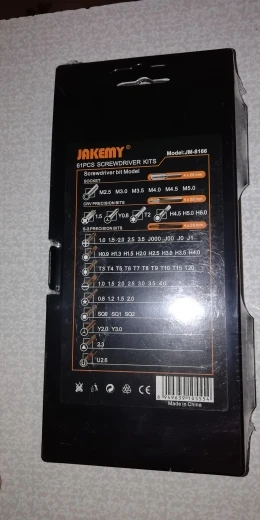 JAKEMY®
Model:JM-8166
61PCS SCREWDRIVER KITS
Screwdriver bit Model
SOCKET
M2.5 M3.0 M3.5 M4.0 M4.5 M5.0
CRV PRECISION BITS
1.5 Y0.8 T2 H4.5 H5.0 H6.0
S-2 PRECISION BITS
1.0 1.5 2.0 2.5 3.5 J000 J00 J0 J1
H0.9 H1.3 H1.5 H2.0 H2.5 H3.0 H3.5 H4.0
T3 T4 T5 T6 T7 T8 T9 T10 T15 T20
1.0 1.5 2.0 2.5 3.0 3.5 4.0
0.8 1.2 1.5 2.0
SQ0 SQ1 SQ2
Y2.0 Y3.0
2.3
U2.6
CE
Made in China